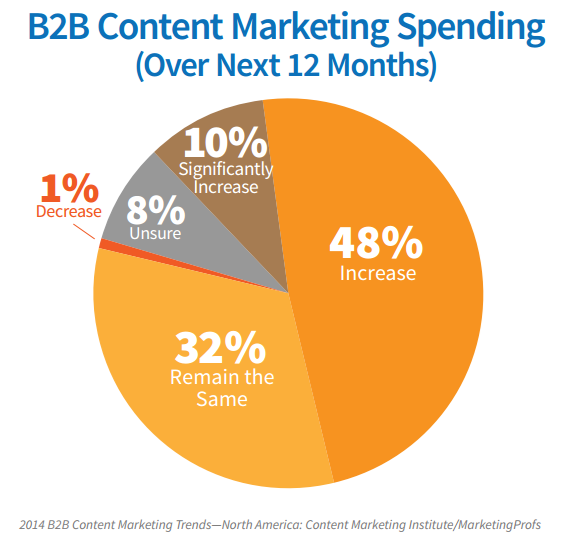 B2B Content Marketing Spending
(Over Next 12 Months)
10%
Significantly
Increase
1%
Decrease
8%
Unsure
48%
Increase
32%
Remain the
Same
2014 B2B Content Marketing Trends—North America: Content Marketing Institute/MarketingProfs